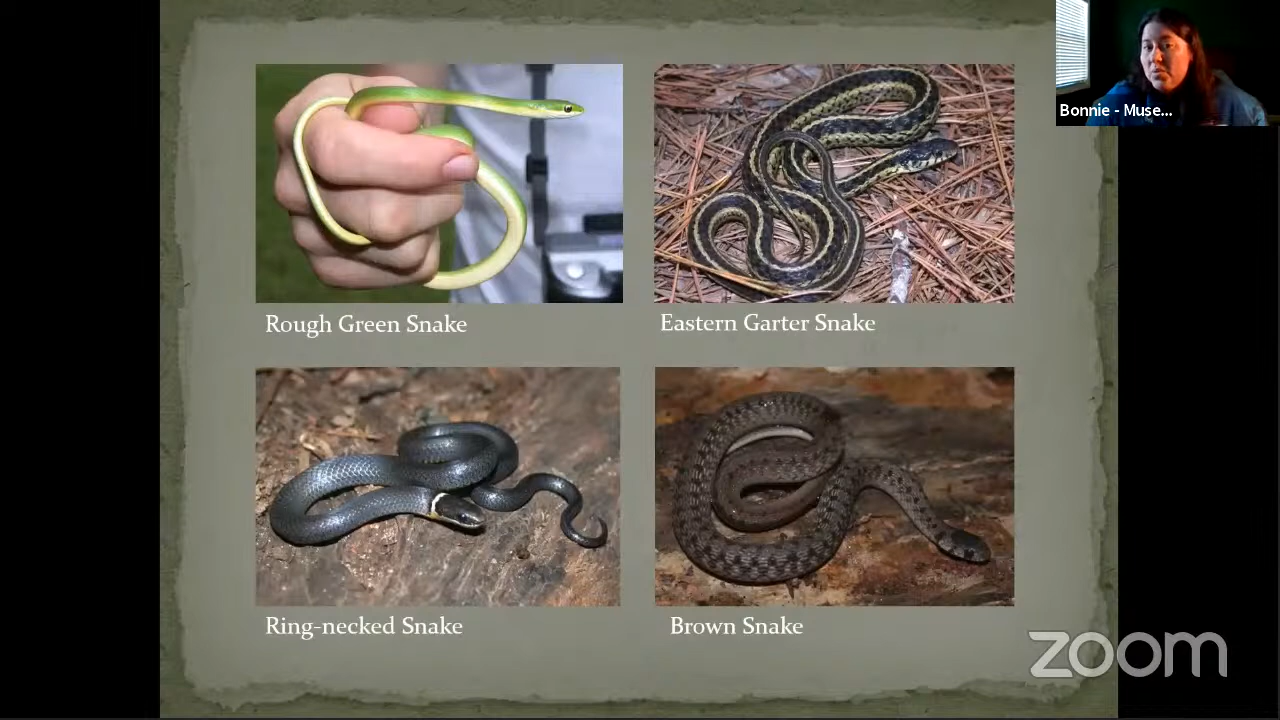 Bonnie - Muse...
Rough Green Snake
Eastern Garter Snake
Ring-necked Snake
Brown Snake
zoom